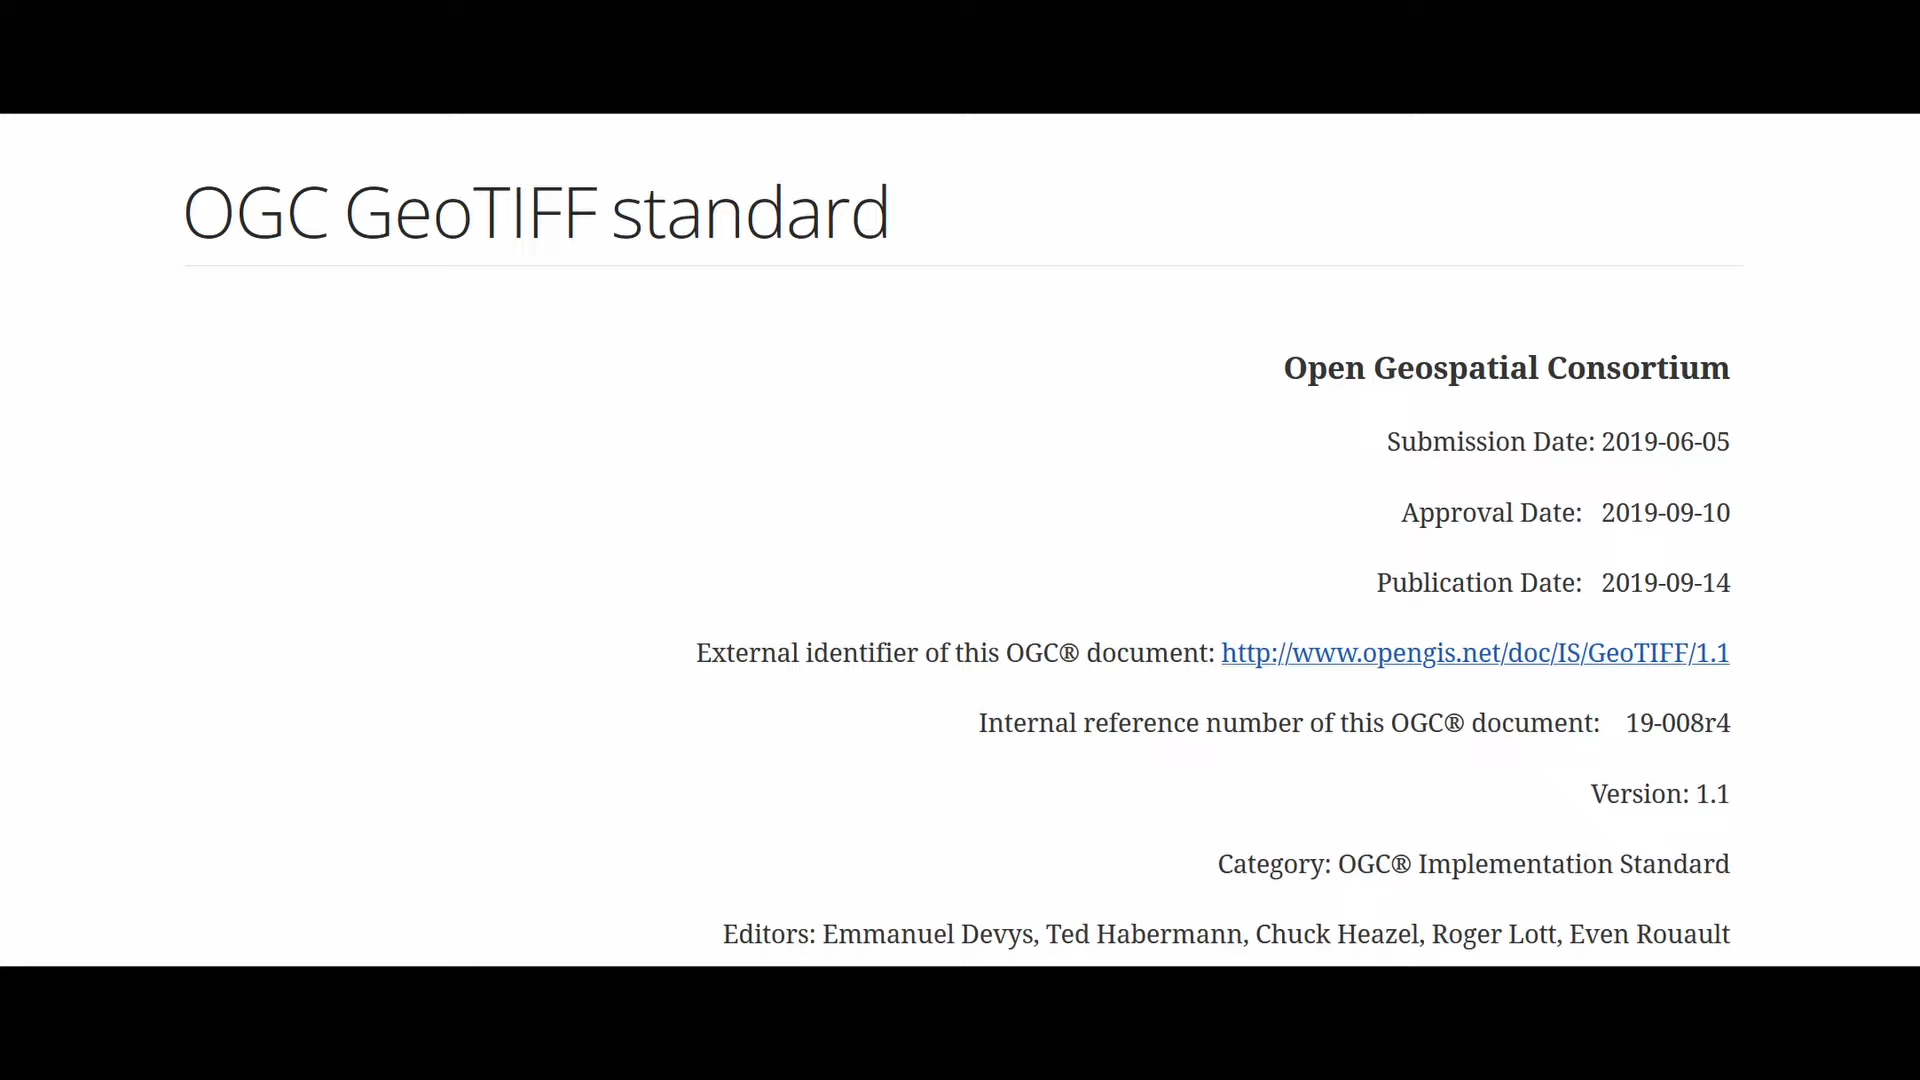 OGC GeoTIFF standard
Open Geospatial Consortium
Submission Date: 2019-06-05
Approval Date: 2019-09-10
Publication Date: 2019-09-14
External identifier of this OGC® document: http://www.opengis.net/doc/IS/GeoTIFF/1.1
Internal reference number of this OGC® document: 19-008r4
Version: 1.1
Category: OGC® Implementation Standard
Editors: Emmanuel Devys, Ted Habermann, Chuck Heazel, Roger Lott, Even Rouault